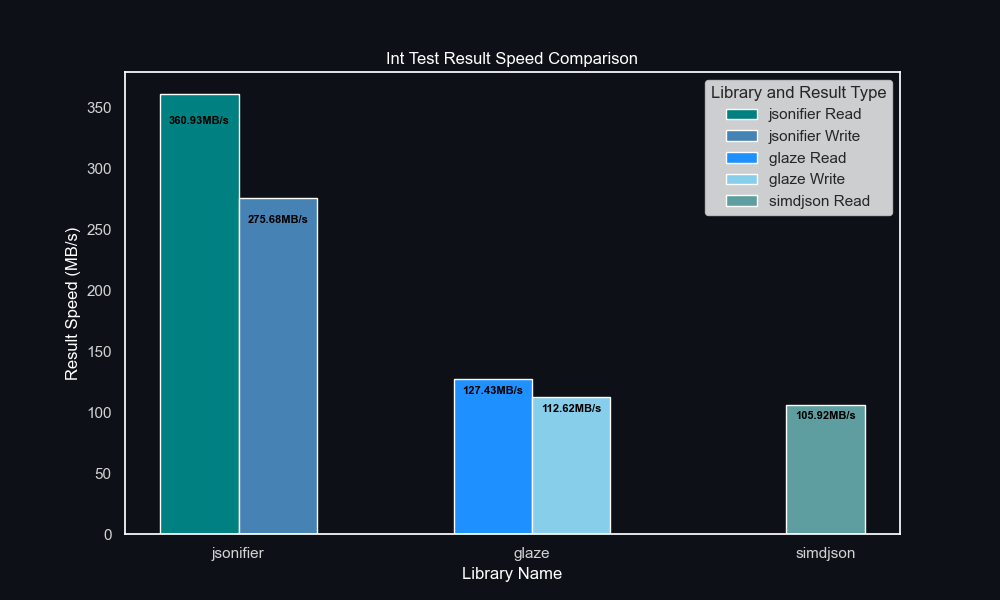 Int Test Result Speed Comparison
Library and Result Type
jsonifier Read
jsonifier Write
glaze Read
glaze Write
simdjson Read
360.93MB/s
275.68MB/s
127.43MB/s
112.62MB/s
105.92MB/s
Result Speed (MB/s)
350
300
250
200
150
100
50
0
jsonifier glaze simdjson
Library Name